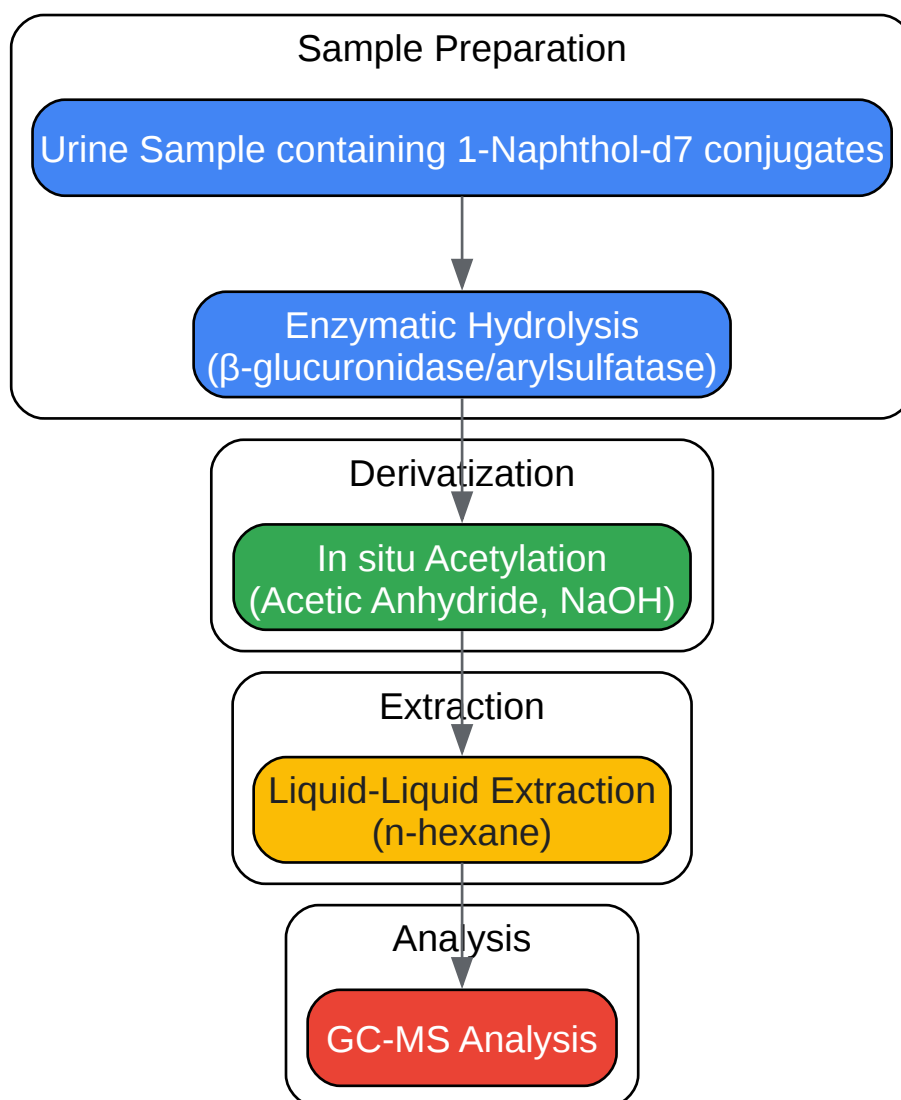 Sample Preparation
Urine Sample containing 1-Naphthol-d7 conjugates
Enzymatic Hydrolysis
(β-glucuronidase/arylsulfatase)
Derivatization
In situ Acetylation
(Acetic Anhydride, NaOH)
Extraction
Liquid-Liquid Extraction
(n-hexane)
Analysis
GC-MS Analysis